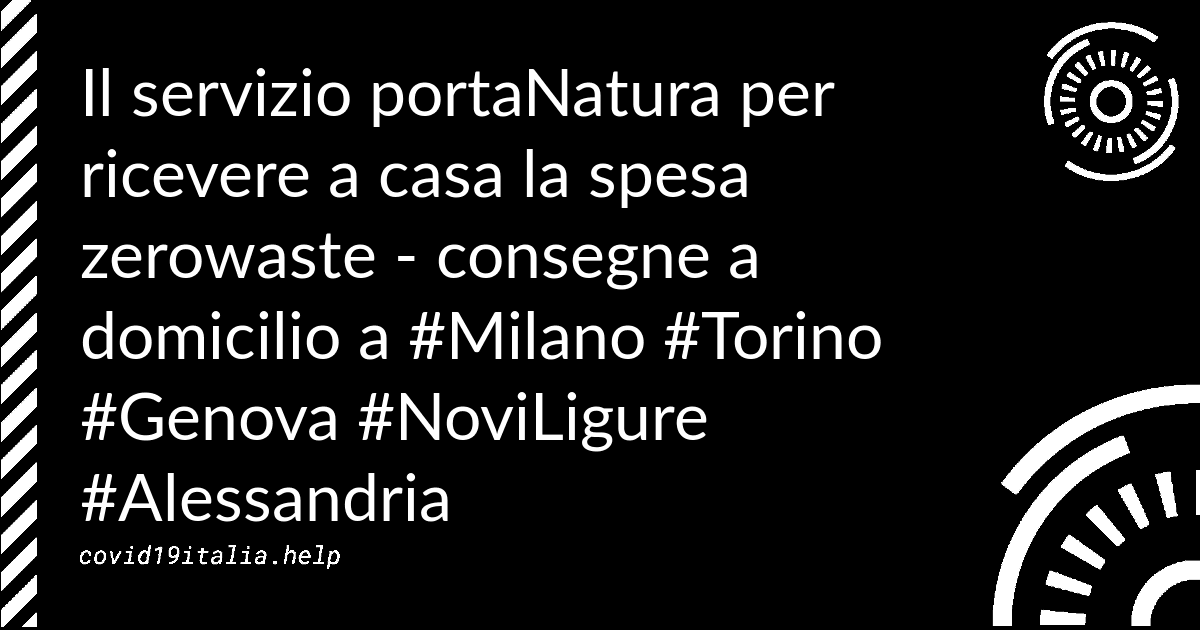 Il servizio portaNatura per
ricevere a casa la spesa
zerowaste - consegne a
domicilio a #Milano #Torino
#Genova #NoviLigure
#Alessandria
covid19italia.help